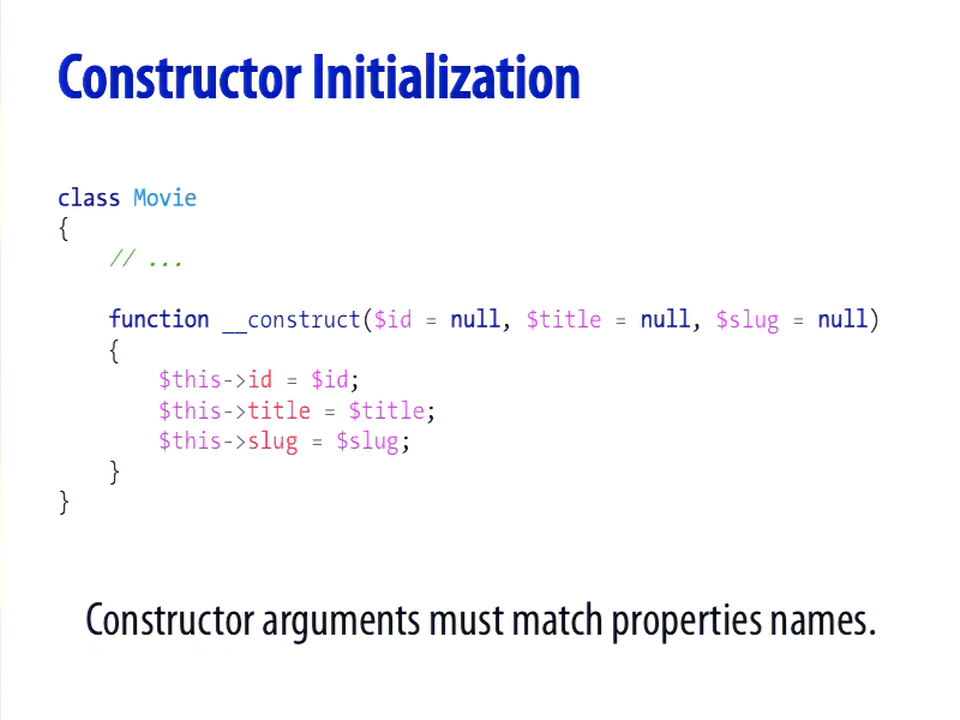 Constructor Initialization
class Movie
{
// ...
function __construct($id = null, $title = null, $slug = null)
{
$this->id = $id;
$this->title = $title;
$this->slug = $slug;
}
}
Constructor arguments must match properties names.